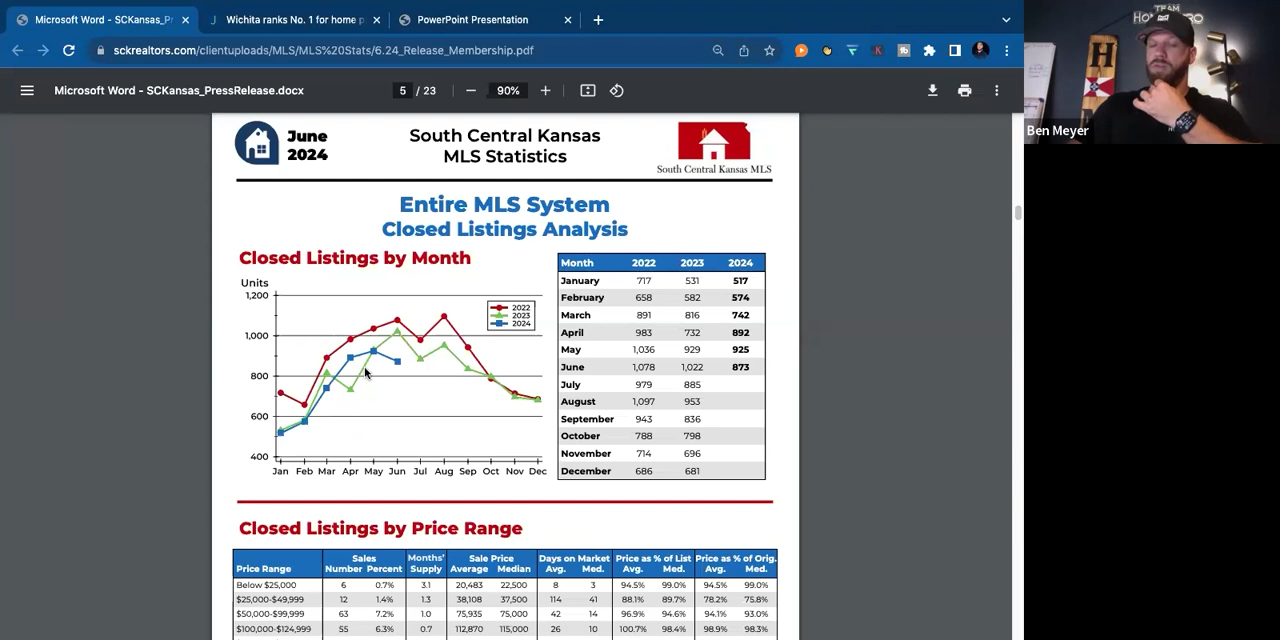 Microsoft Word - SCKansas_Pr
Wichita ranks No. 1 for home p
PowerPoint Presentation
sckrealtors.com/clientuploads/MLS/MLS%20Stats/6.24_Release_Membership.pdf
Microsoft Word - SCKansas_PressRelease.docx
5 / 23
90%
TEAM
Ben Meyer
June
2024
South Central Kansas
MLS Statistics
South Central Kansas MLS
Entire MLS System
Closed Listings Analysis
Closed Listings by Month
Units
1,200
1,000
800
600
400
2022
2023
2024
Jan Feb Mar Apr May Jun Jul Aug Sep Oct Nov Dec
Month 2022 2023 2024
January 717 531 517
February 658 582 574
March 891 816 742
April 983 732 892
May 1,036 929 925
June 1,078 1,022 873
July 979 885
August 1,097 953
September 943 836
October 788 798
November 714 696
December 686 681
Closed Listings by Price Range
Sales Months' Sale Price Days on Market Price as % of List Price as % of Orig.
Price Range Number Percent Supply Average Median Avg. Med. Avg. Med. Avg. Med.
Below $25,000 6 0.7% 3.1 20,483 22,500 8 3 94.5% 99.0% 94.5% 99.0%
$25,000-$49,999 12 1.4% 1.3 38,108 37,500 114 41 88.1% 89.7% 78.2% 75.8%
$50,000-$99,999 63 7.2% 1.0 75,935 75,000 42 14 96.9% 94.6% 94.1% 93.0%
$100,000-$124,999 55 6.3% 0.7 112,870 115,000 26 10 100.7% 98.4% 98.9% 98.3%